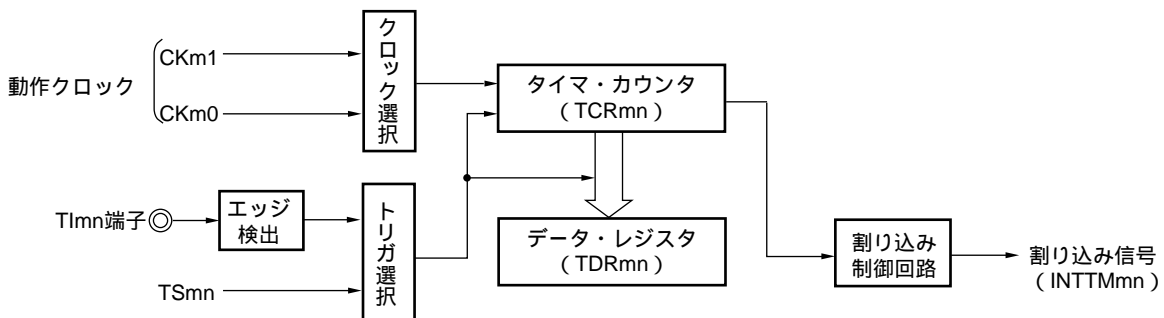 動作クロック
CKm1
CKm0
クロック選択
タイマ・カウンタ
(TCRmn)
TImn端子
エッジ
検出
TSmn
トリガ選択
データ・レジスタ
(TDRmn)
割り込み
制御回路
割り込み信号
(INTTMmn)